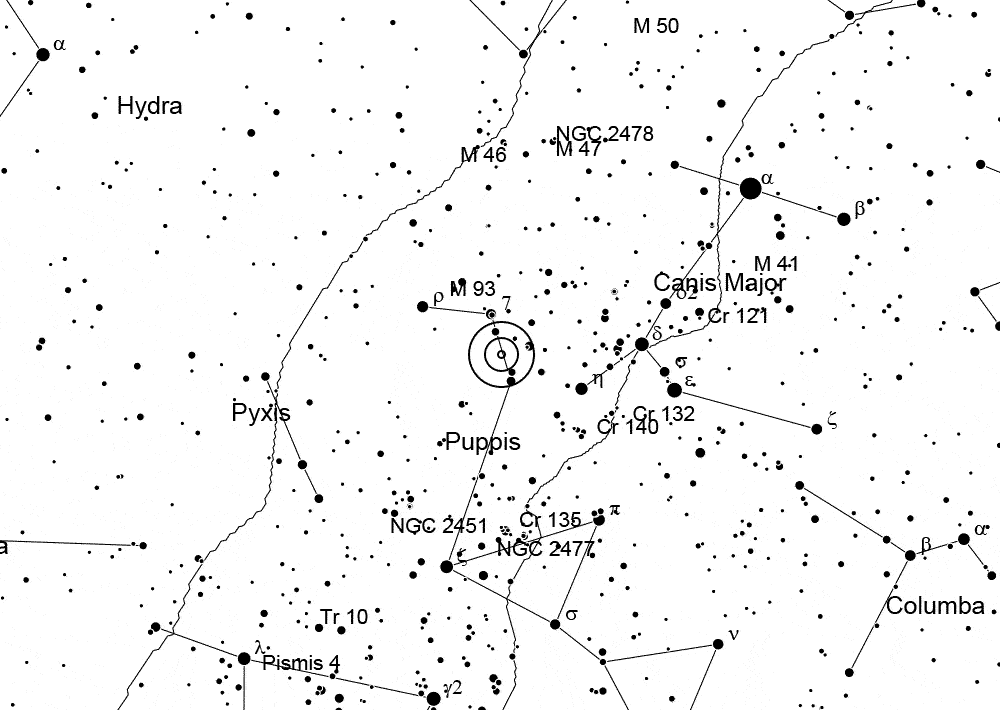 M 50
α
Hydra
NGC 2478
M 47
M 46
α
β
M 41
Canis Major
ο2
M 93
ρ
7
Cr 121
δ
σ
η
ε
Pyxis
Cr 132
Cr 140
ζ
Puppis
π
NGC 2451
Cr 135
α
a
NGC 2477
β
ζ
Columba
Tr 10
σ
ν
λ
Pismis 4
γ2